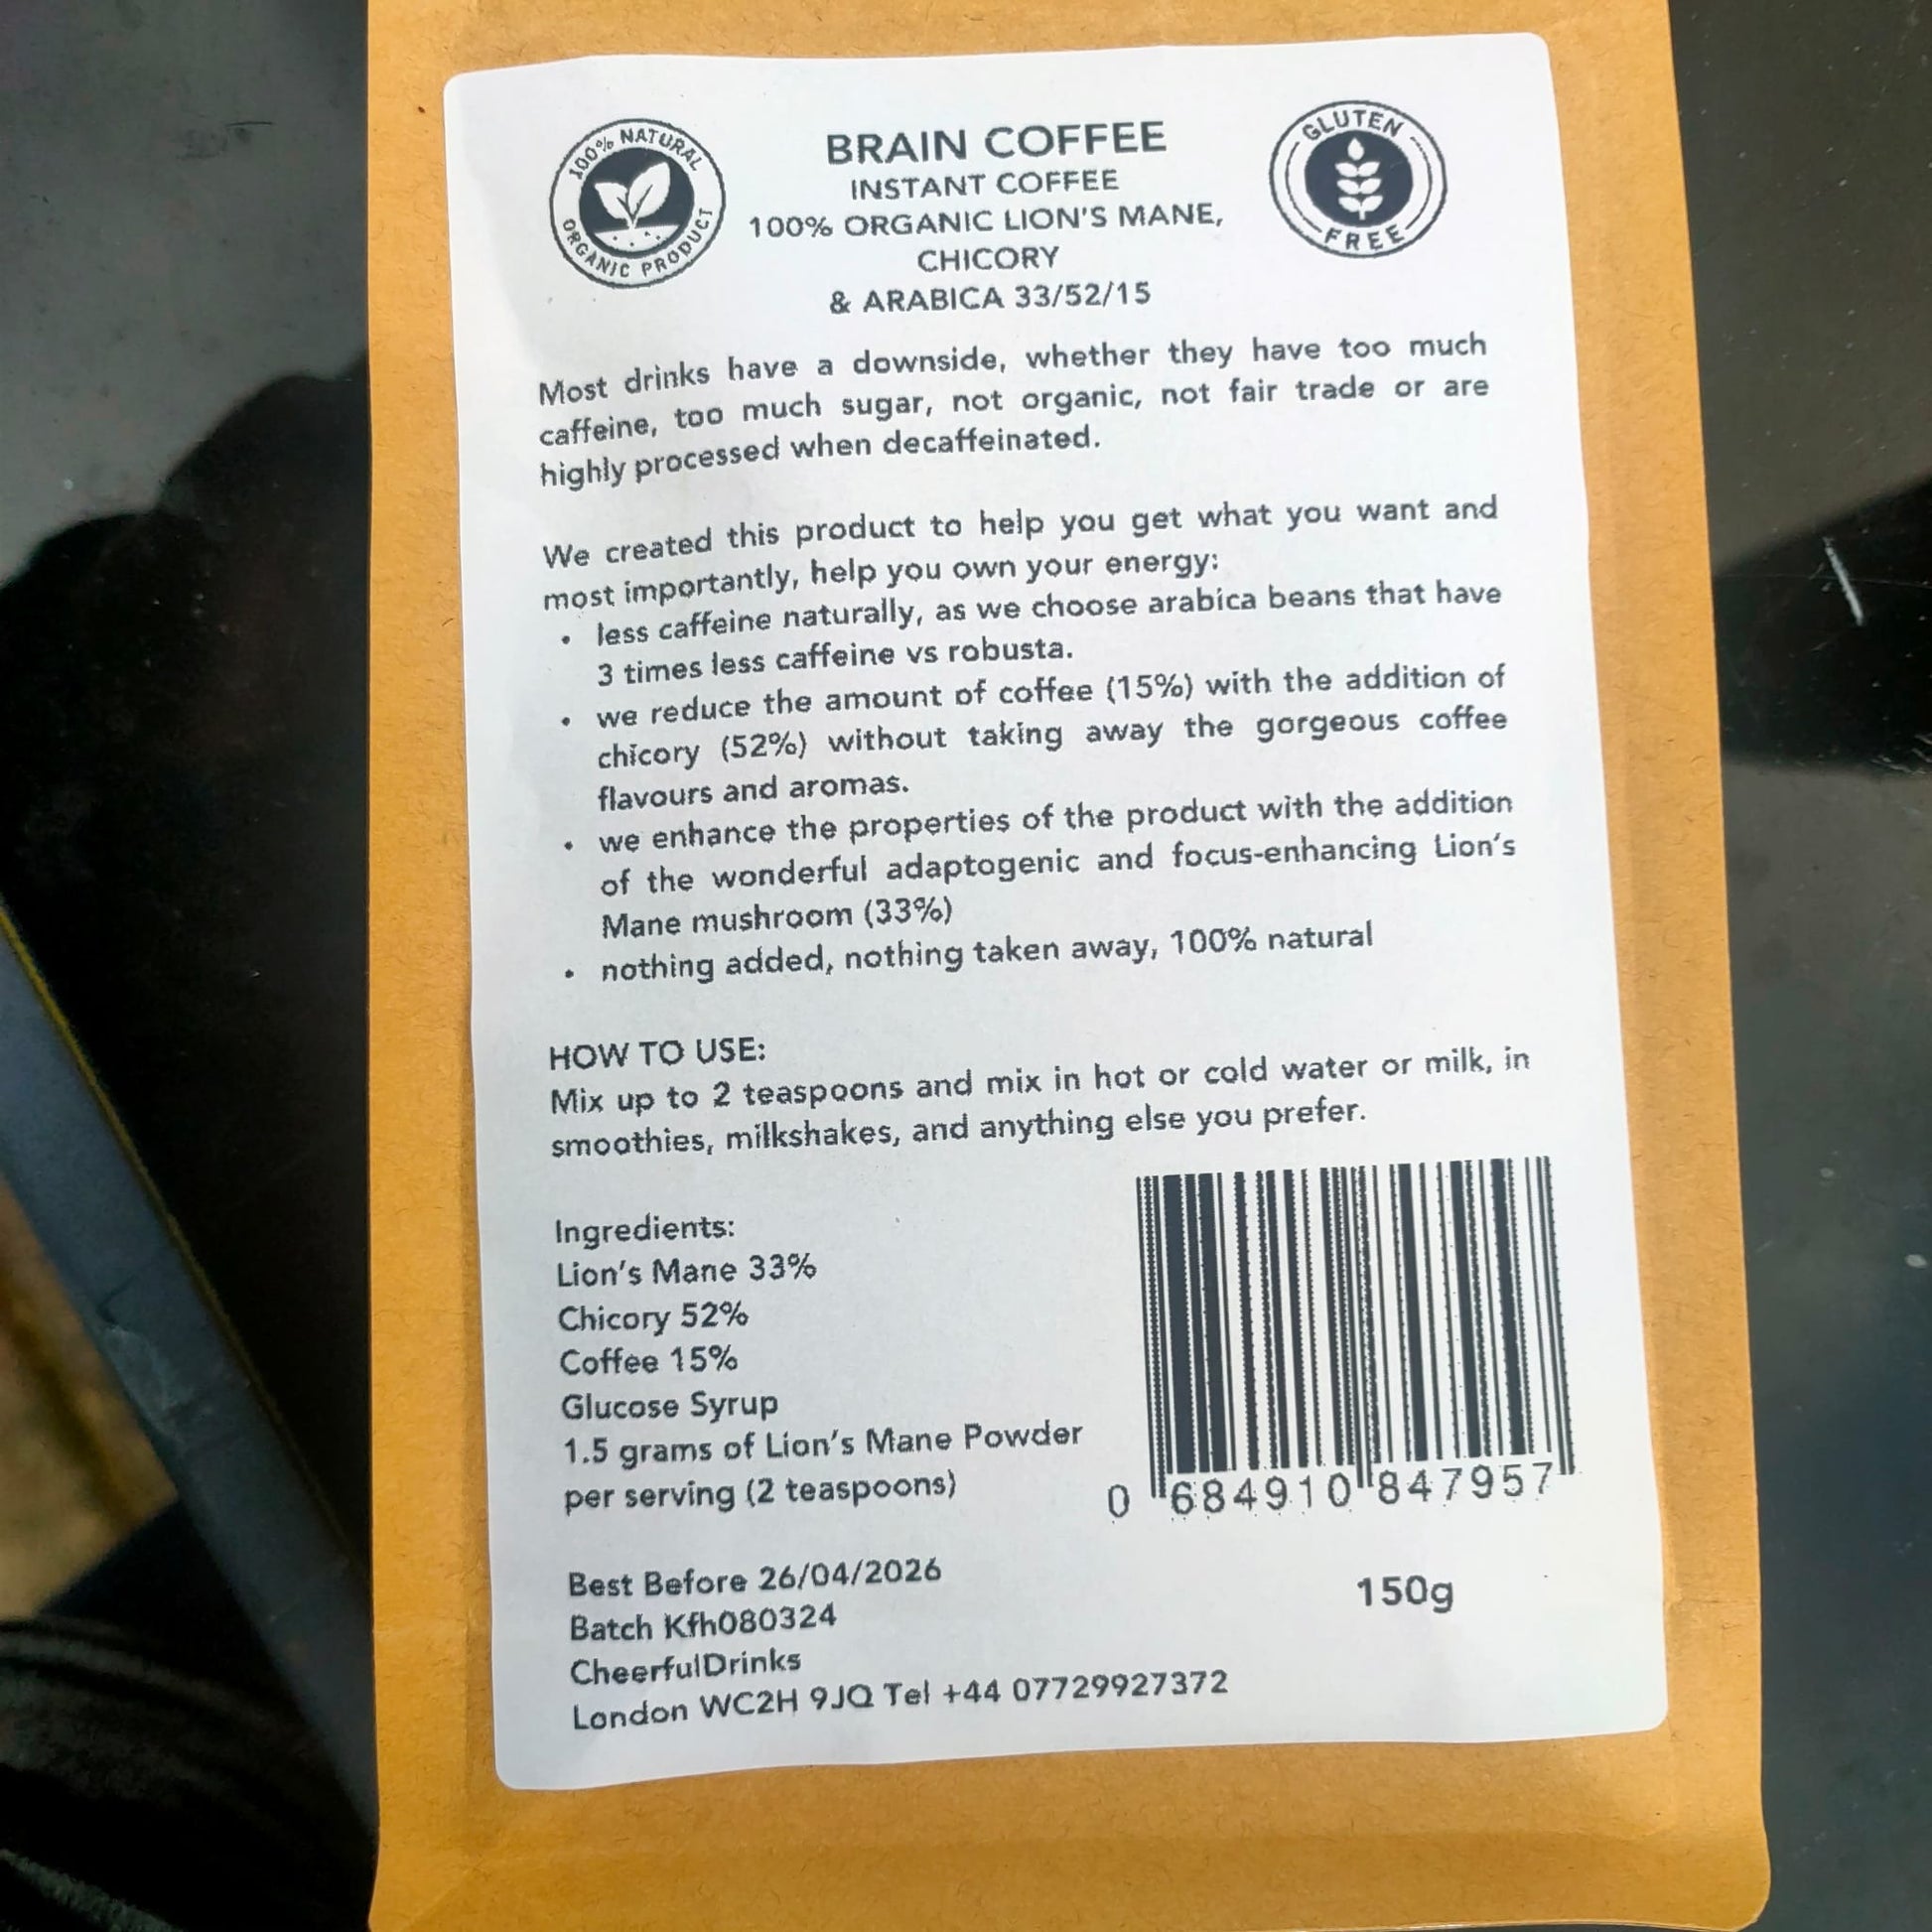 100% NATURAL
ORGANIC PRODUCT
BRAIN COFFEE
INSTANT COFFEE
100% ORGANIC LION'S MANE,
CHICORY
& ARABICA 33/52/15
GLUTEN
FREE
Most drinks have a downside, whether they have too much
caffeine, too much sugar, not organic, not fair trade or are
highly processed when decaffeinated.
We created this product to help you get what you want and
most importantly, help you own your energy:
• less caffeine naturally, as we choose arabica beans that have
3 times less caffeine vs robusta.
• we reduce the amount of coffee (15%) with the addition of
chicory (52%) without taking away the gorgeous coffee
flavours and aromas.
• we enhance the properties of the product with the addition
of the wonderful adaptogenic and focus-enhancing Lion's
Mane mushroom (33%)
• nothing added, nothing taken away, 100% natural
HOW TO USE:
Mix up to 2 teaspoons and mix in hot or cold water or milk, in
smoothies, milkshakes, and anything else you prefer.
Ingredients:
Lion's Mane 33%
Chicory 52%
Coffee 15%
Glucose Syrup
1.5 grams of Lion's Mane Powder
per serving (2 teaspoons)
0 684910 847957
Best Before 26/04/2026
Batch Kfh080324
CheerfulDrinks
London WC2H 9JQ Tel +44 07729927372
150g